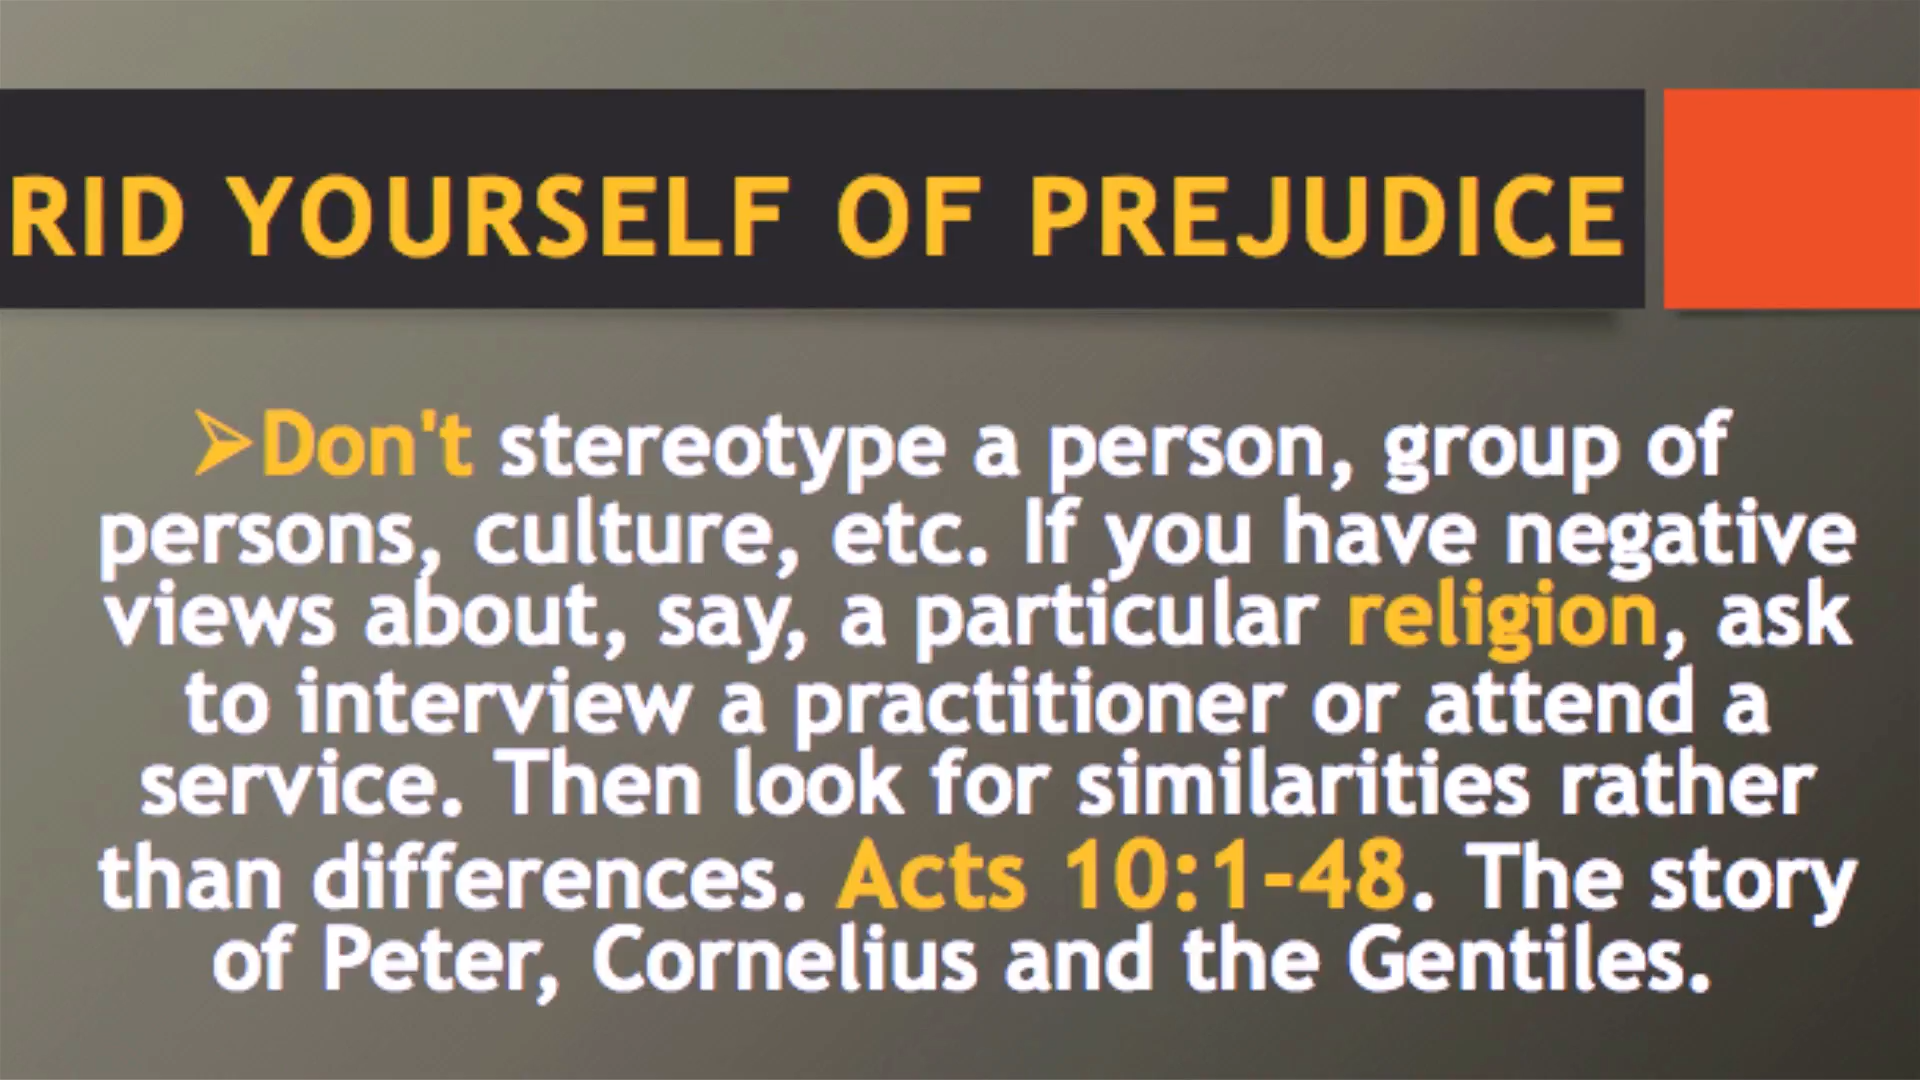 RID YOURSELF OF PREJUDICE
➢Don't stereotype a person, group of
persons, culture, etc. If you have negative
views about, say, a particular religion, ask
to interview a practitioner or attend a
service. Then look for similarities rather
than differences. Acts 10:1-48. The story
of Peter, Cornelius and the Gentiles.